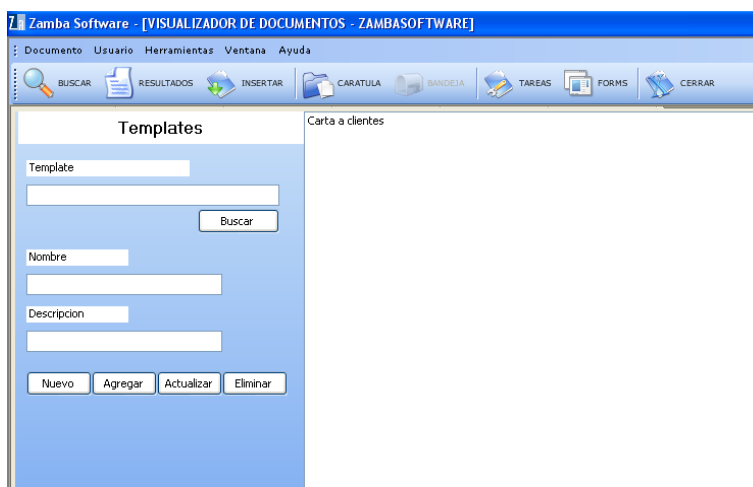 Zamba Software - [VISUALIZADOR DE DOCUMENTOS - ZAMBASOFTWARE]
Documento Usuario Herramientas Ventana Ayuda
BUSCAR RESULTADOS INSERTAR CARATULA BANDEJA TAREAS FORMS CERRAR
Templates
Carta a clientes
Template
Buscar
Nombre
Descripcion
Nuevo Agregar Actualizar Eliminar